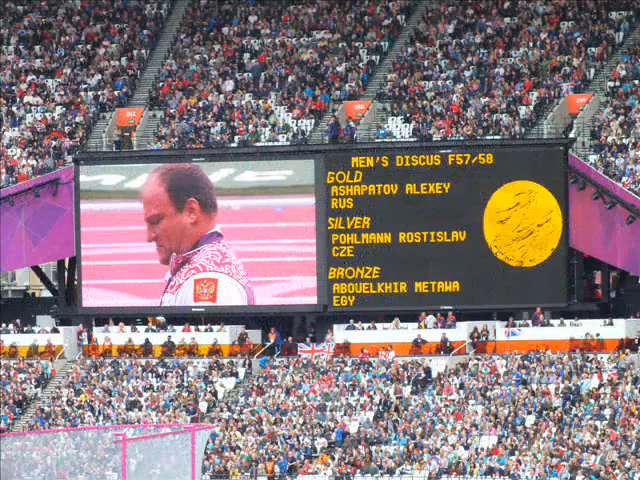 MEN'S DISCUS F57/58
GOLD
ASHAPATOV ALEXEY
RUS
SILVER
POHLMANN ROSTISLAV
CZE
BRONZE
ABOUELKHIR METAWA
EGY